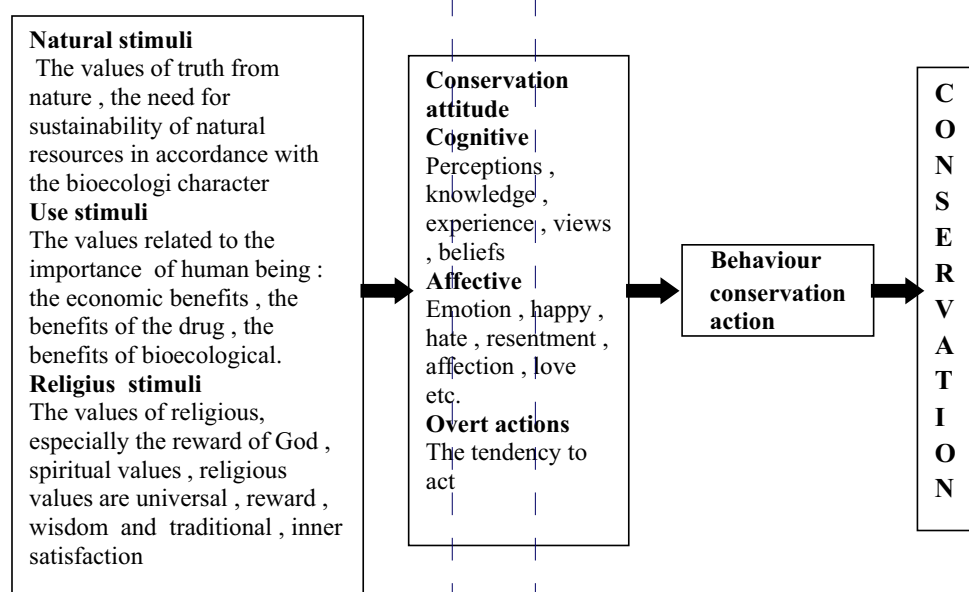 Natural stimuli
The values of truth from
nature , the need for
sustainability of natural
resources in accordance with
the bioecologi character
Use stimuli
The values related to the
importance of human being :
the economic benefits , the
benefits of the drug , the
benefits of bioecological.
Religius stimuli
The values of religious,
especially the reward of God ,
spiritual values , religious
values are universal , reward ,
wisdom and traditional , inner
satisfaction
Conservation
attitude
Cognitive
Perceptions ,
knowledge ,
experience , views
, beliefs
Affective
Emotion , happy ,
hate , resentment ,
affection , love
etc.
Overt actions
The tendency to
act
Behaviour
conservation
action
C
O
N
S
E
R
V
A
T
I
O
N